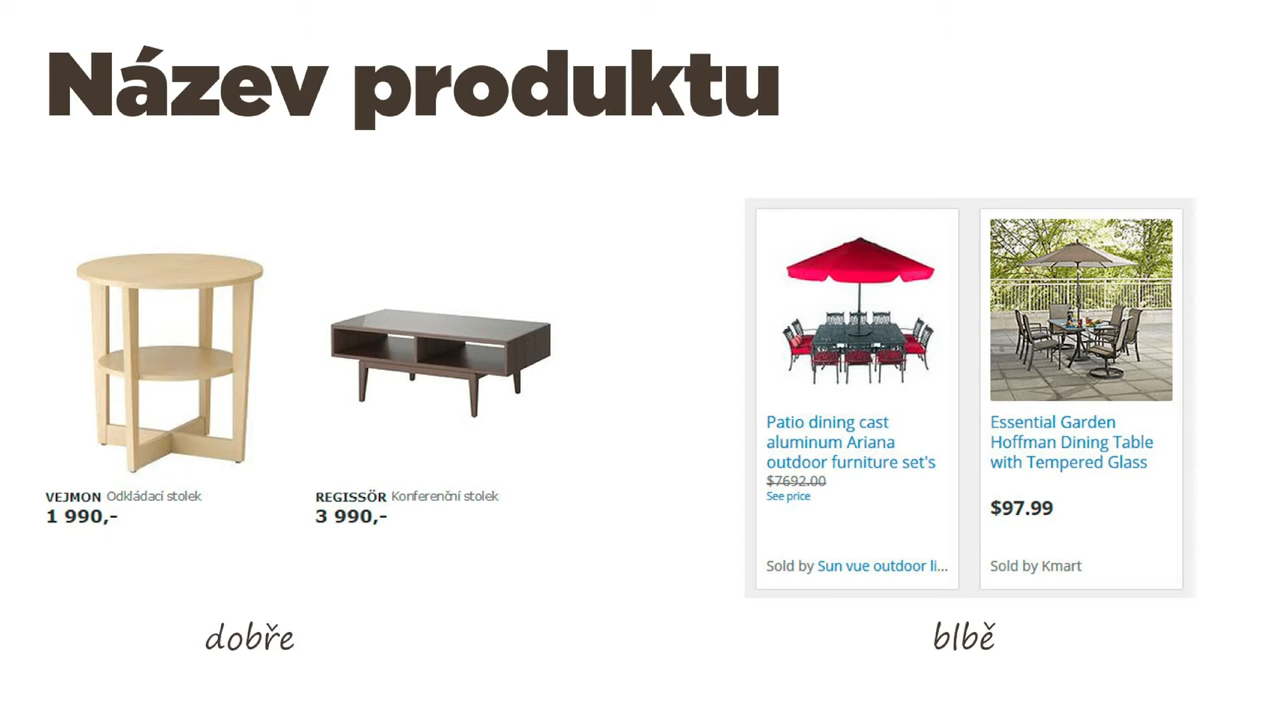 Název produktu
VEJMON Odkládací stolek
1 990,-
REGISSÖR Konferenční stolek
3 990,-
Patio dining cast
aluminum Ariana
outdoor furniture set's
$7692.00
See price
Sold by Sun vue outdoor li...
Essential Garden
Hoffman Dining Table
with Tempered Glass
$97.99
Sold by Kmart
dobře
blbě